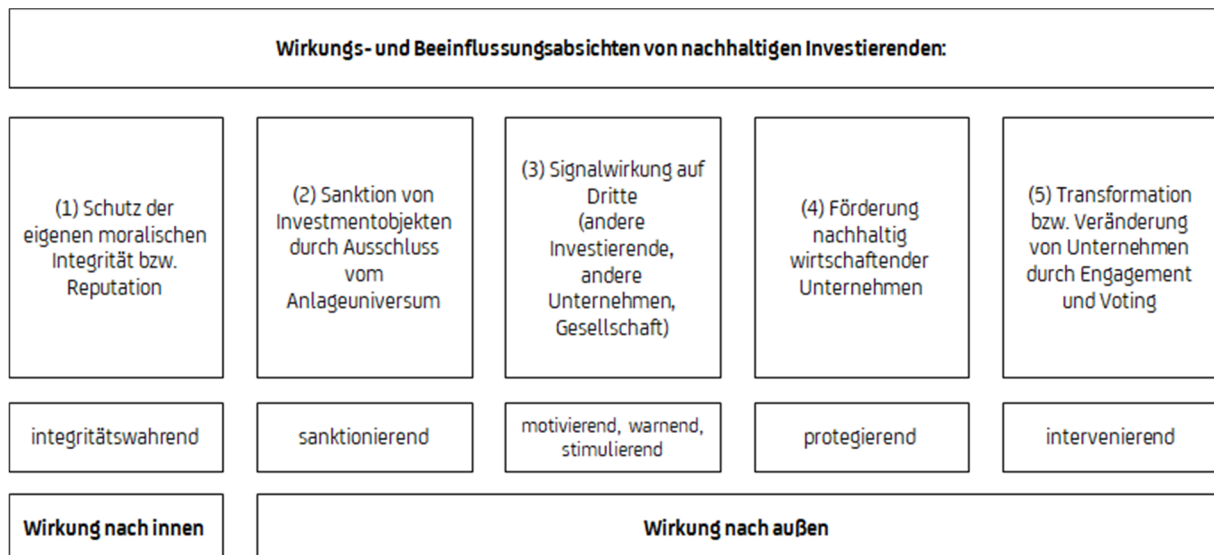 Wirkungs- und Beeinflussungsabsichten von nachhaltigen Investierenden:
(1) Schutz der
eigenen moralischen
Integrität bzw.
Reputation
(2) Sanktion von
Investmentobjekten
durch Ausschluss
vom
Anlageuniversum
(3) Signalwirkung auf
Dritte
(andere
Investierende,
andere
Unternehmen,
Gesellschaft)
(4) Förderung
nachhaltig
wirtschaftender
Unternehmen
(5) Transformation
bzw. Veränderung
von Unternehmen
durch Engagement
und Voting
integritätswahrend
sanktionierend
motivierend, warnend,
stimulierend
protegierend
intervenierend
Wirkung nach innen
Wirkung nach außen